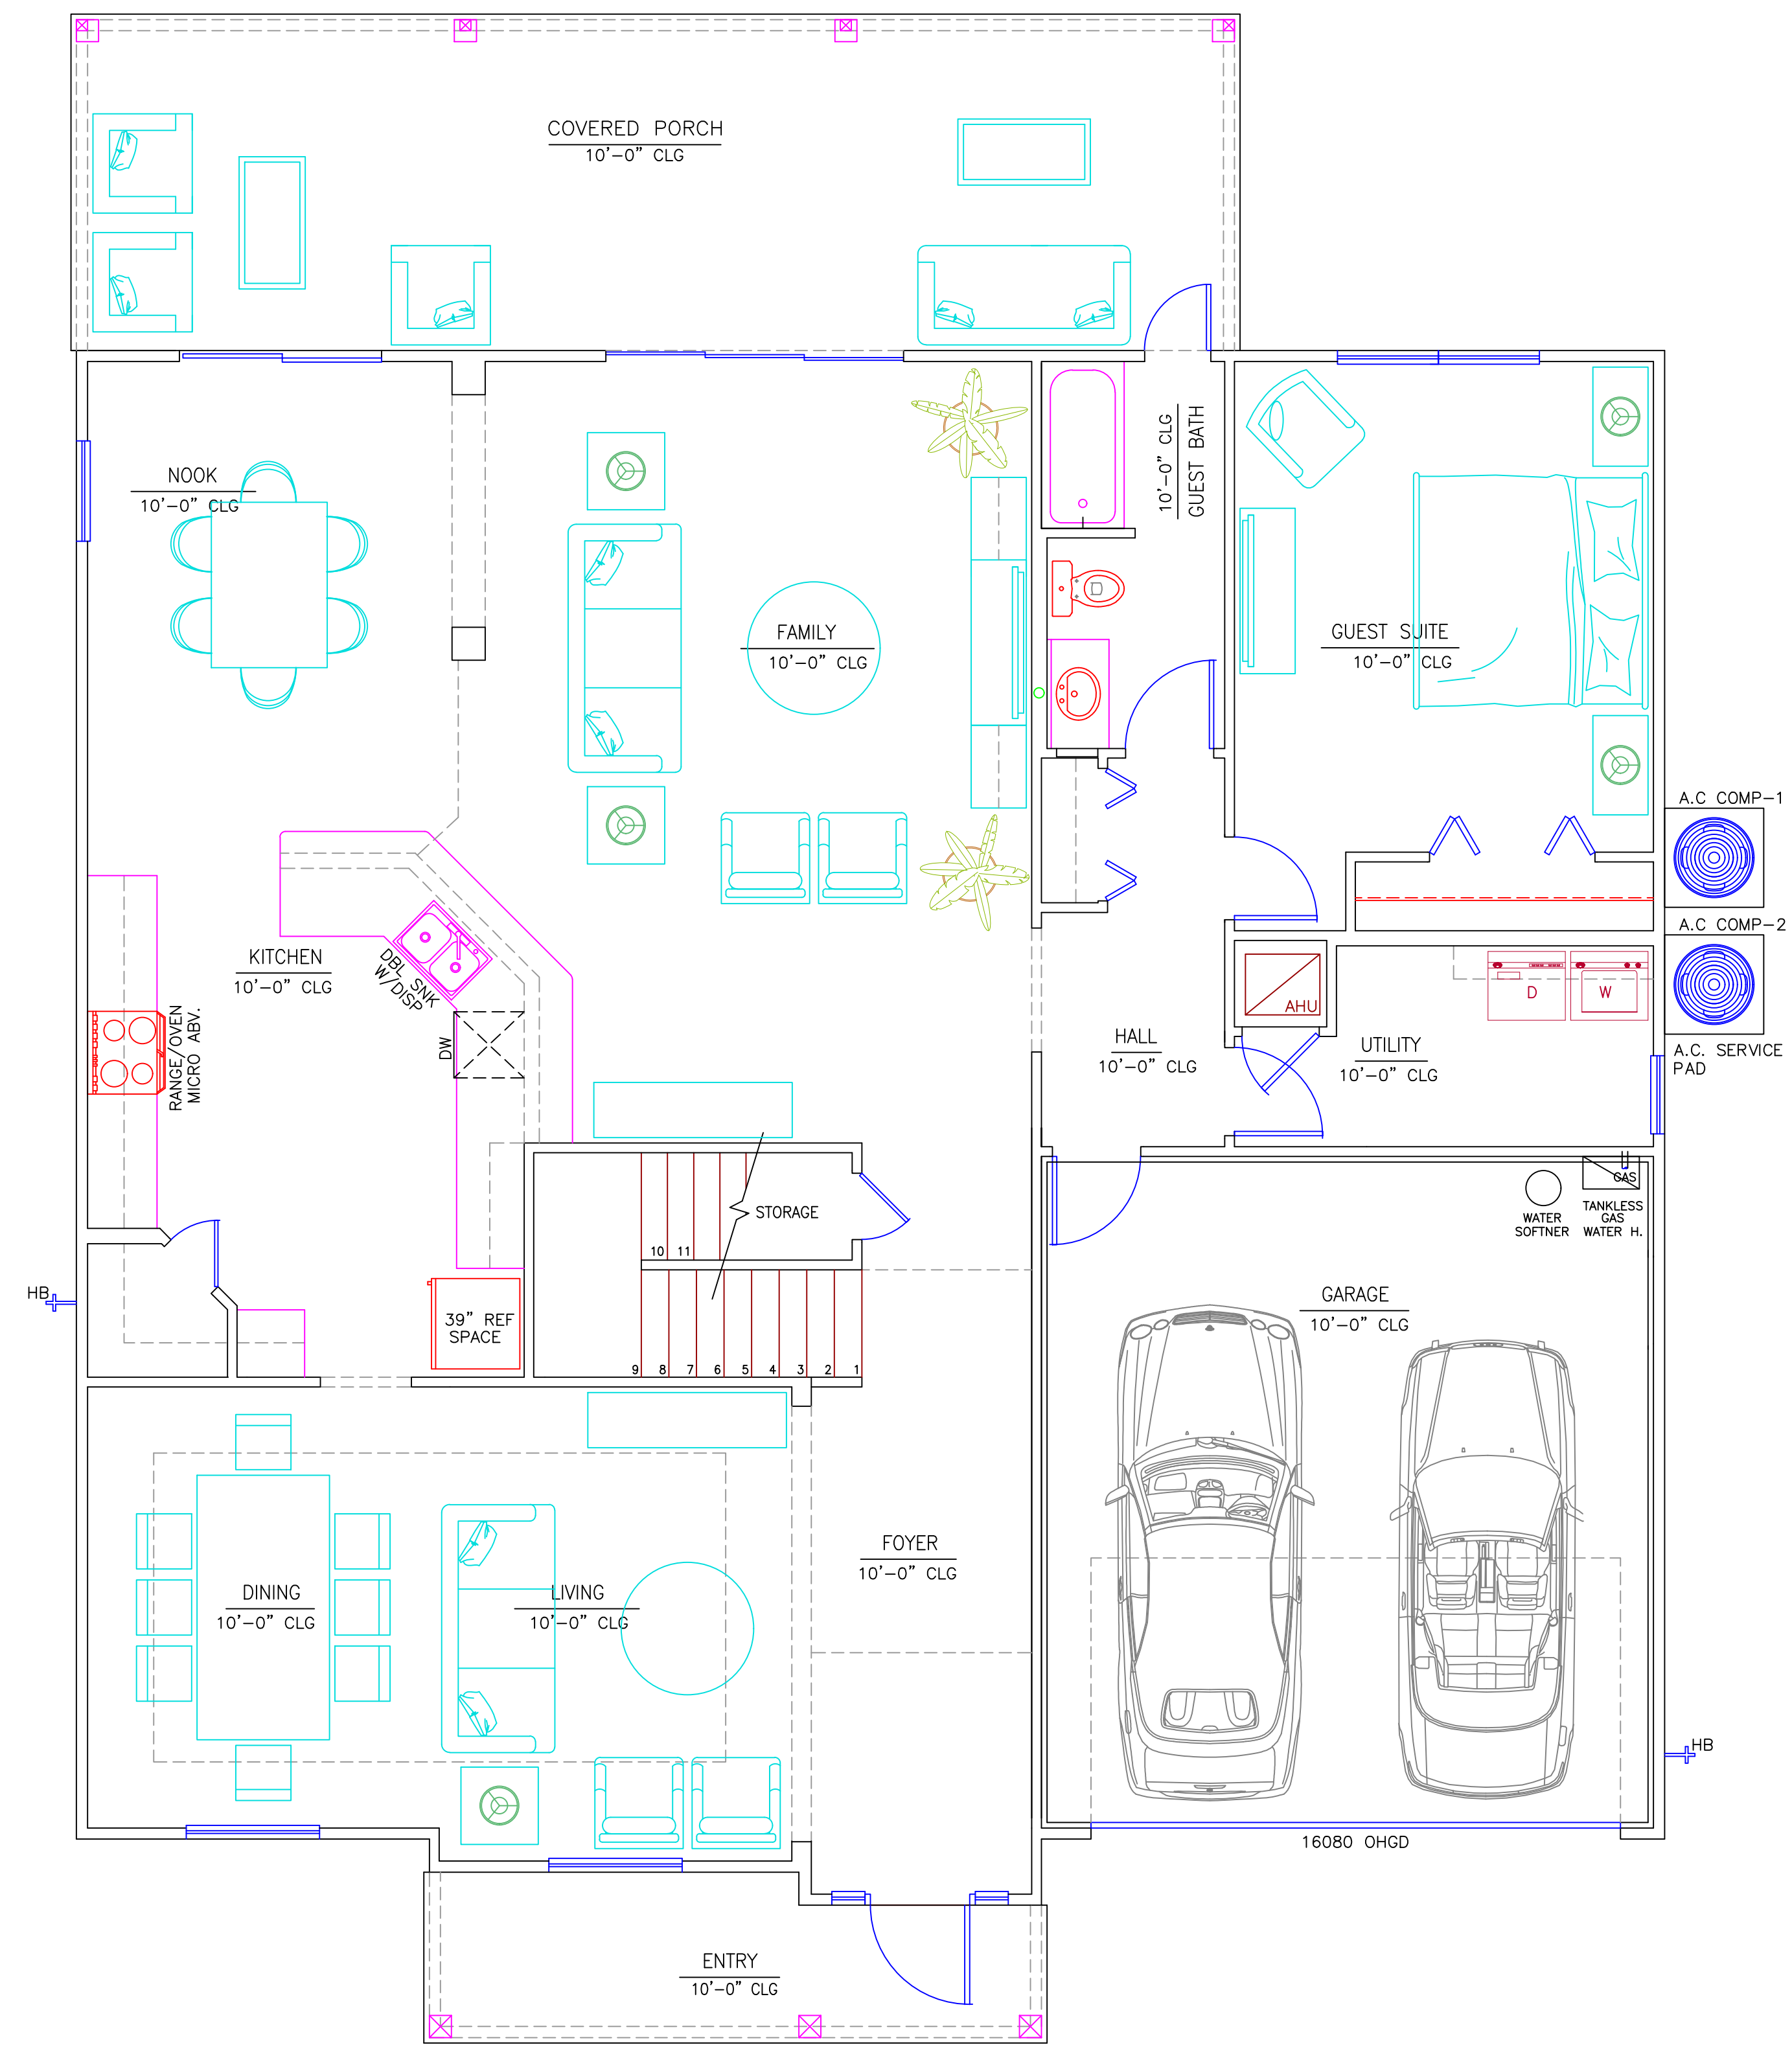 COVERED PORCH
10'-0" CLG
NOOK
10'-0" CLG
FAMILY
10'-0" CLG
10'-0" CLG
GUEST BATH
GUEST SUITE
10'-0" CLG
A.C COMP-1
A.C COMP-2
A.C. SERVICE
PAD
KITCHEN
10'-0" CLG
DBL SNK
W/DISP
DW
RANGE/OVEN
MICRO ABV.
HALL
10'-0" CLG
AHU
UTILITY
10'-0" CLG
D
W
GAS
WATER
SOFTNER
TANKLESS
GAS
WATER H.
STORAGE
10
11
9
8
7
6
5
4
3
2
1
HB
39" REF
SPACE
GARAGE
10'-0" CLG
FOYER
10'-0" CLG
DINING
10'-0" CLG
LIVING
10'-0" CLG
HB
16080 OHGD
ENTRY
10'-0" CLG